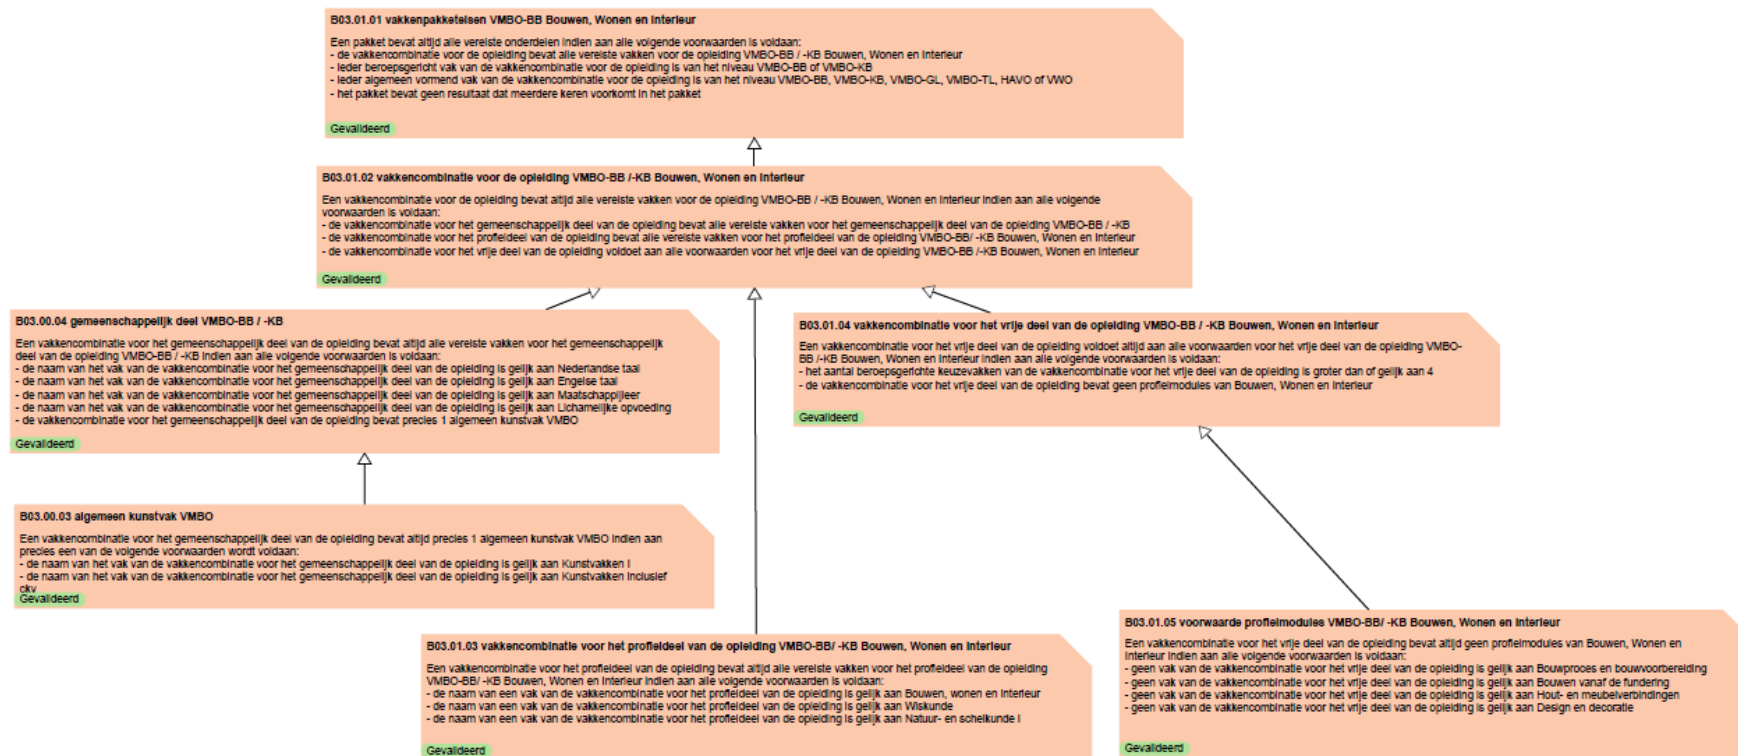 B03.01.01 vakkenpakketeisen VMBO-BB Bouwen, Wonen en Interieur
Een pakket bevat altijd alle vereiste onderdelen indien aan alle volgende voorwaarden is voldaan:
- de vakkencombinatie voor de opleiding bevat alle vereiste vakken voor de opleiding VMBO-BB / -KB Bouwen, Wonen en Interieur
- ieder beroepsgericht vak van de vakkencombinatie voor de opleiding is van het niveau VMBO-BB of VMBO-KB
- ieder algemeen vormend vak van de vakkencombinatie voor de opleiding is van het niveau VMBO-BB, VMBO-KB, VMBO-GL, VMBO-TL, HAVO of VWO
- het pakket bevat geen resultaat dat meerdere keren voorkomt in het pakket
Gevalideerd
B03.01.02 vakkencombinatie voor de opleiding VMBO-BB /-KB Bouwen, Wonen en Interieur
Een vakkencombinatie voor de opleiding bevat altijd alle vereiste vakken voor de opleiding VMBO-BB / -KB Bouwen, Wonen en Interieur indien aan alle volgende
voorwaarden is voldaan:
- de vakkencombinatie voor het gemeenschappelijk deel van de opleiding bevat alle vereiste vakken voor het gemeenschappelijk deel van de opleiding VMBO-BB / -KB
- de vakkencombinatie voor het profieldeel van de opleiding bevat alle vereiste vakken voor het profieldeel van de opleiding VMBO-BB/ -KB Bouwen, Wonen en Interieur
- de vakkencombinatie voor het vrije deel van de opleiding voldoet aan alle voorwaarden voor het vrije deel van de opleiding VMBO-BB /-KB Bouwen, Wonen en Interieur
Gevalideerd
B03.00.04 gemeenschappelijk deel VMBO-BB / -KB
Een vakkencombinatie voor het gemeenschappelijk deel van de opleiding bevat altijd alle vereiste vakken voor het gemeenschappelijk
deel van de opleiding VMBO-BB / -KB indien aan alle volgende voorwaarden is voldaan:
- de naam van het vak van de vakkencombinatie voor het gemeenschappelijk deel van de opleiding is gelijk aan Nederlandse taal
- de naam van het vak van de vakkencombinatie voor het gemeenschappelijk deel van de opleiding is gelijk aan Engelse taal
- de naam van het vak van de vakkencombinatie voor het gemeenschappelijk deel van de opleiding is gelijk aan Maatschappijleer
- de naam van het vak van de vakkencombinatie voor het gemeenschappelijk deel van de opleiding is gelijk aan Lichamelijke opvoeding
- de vakkencombinatie voor het gemeenschappelijk deel van de opleiding bevat precies 1 algemeen kunstvak VMBO
Gevalideerd
B03.01.04 vakkencombinatie voor het vrije deel van de opleiding VMBO-BB / -KB Bouwen, Wonen en Interieur
Een vakkencombinatie voor het vrije deel van de opleiding voldoet altijd aan alle voorwaarden voor het vrije deel van de opleiding VMBO-
BB /-KB Bouwen, Wonen en Interieur indien aan alle volgende voorwaarden is voldaan:
- het aantal beroepsgerichte keuzevakken van de vakkencombinatie voor het vrije deel van de opleiding is groter dan of gelijk aan 4
- de vakkencombinatie voor het vrije deel van de opleiding bevat geen profielmodules van Bouwen, Wonen en Interieur
Gevalideerd
B03.00.03 algemeen kunstvak VMBO
Een vakkencombinatie voor het gemeenschappelijk deel van de opleiding bevat altijd precies 1 algemeen kunstvak VMBO indien aan
precies een van de volgende voorwaarden wordt voldaan:
- de naam van het vak van de vakkencombinatie voor het gemeenschappelijk deel van de opleiding is gelijk aan Kunstvakken I
- de naam van het vak van de vakkencombinatie voor het gemeenschappelijk deel van de opleiding is gelijk aan Kunstvakken inclusief
ckv
Gevalideerd
B03.01.03 vakkencombinatie voor het profieldeel van de opleiding VMBO-BB/ -KB Bouwen, Wonen en Interieur
Een vakkencombinatie voor het profieldeel van de opleiding bevat altijd alle vereiste vakken voor het profieldeel van de opleiding
VMBO-BB/ -KB Bouwen, Wonen en Interieur indien aan alle volgende voorwaarden is voldaan:
- de naam van een vak van de vakkencombinatie voor het profieldeel van de opleiding is gelijk aan Bouwen, wonen en interieur
- de naam van een vak van de vakkencombinatie voor het profieldeel van de opleiding is gelijk aan Wiskunde
- de naam van een vak van de vakkencombinatie voor het profieldeel van de opleiding is gelijk aan Natuur- en scheikunde I
Gevalideerd
B03.01.05 voorwaarde profielmodules VMBO-BB/ -KB Bouwen, Wonen en Interieur
Een vakkencombinatie voor het vrije deel van de opleiding bevat altijd geen profielmodules van Bouwen, Wonen en
Interieur indien aan alle volgende voorwaarden is voldaan:
- geen vak van de vakkencombinatie voor het vrije deel van de opleiding is gelijk aan Bouwproces en bouwvoorbereiding
- geen vak van de vakkencombinatie voor het vrije deel van de opleiding is gelijk aan Bouwen vanaf de fundering
- geen vak van de vakkencombinatie voor het vrije deel van de opleiding is gelijk aan Hout- en meubelverbindingen
- geen vak van de vakkencombinatie voor het vrije deel van de opleiding is gelijk aan Design en decoratie
Gevalideerd